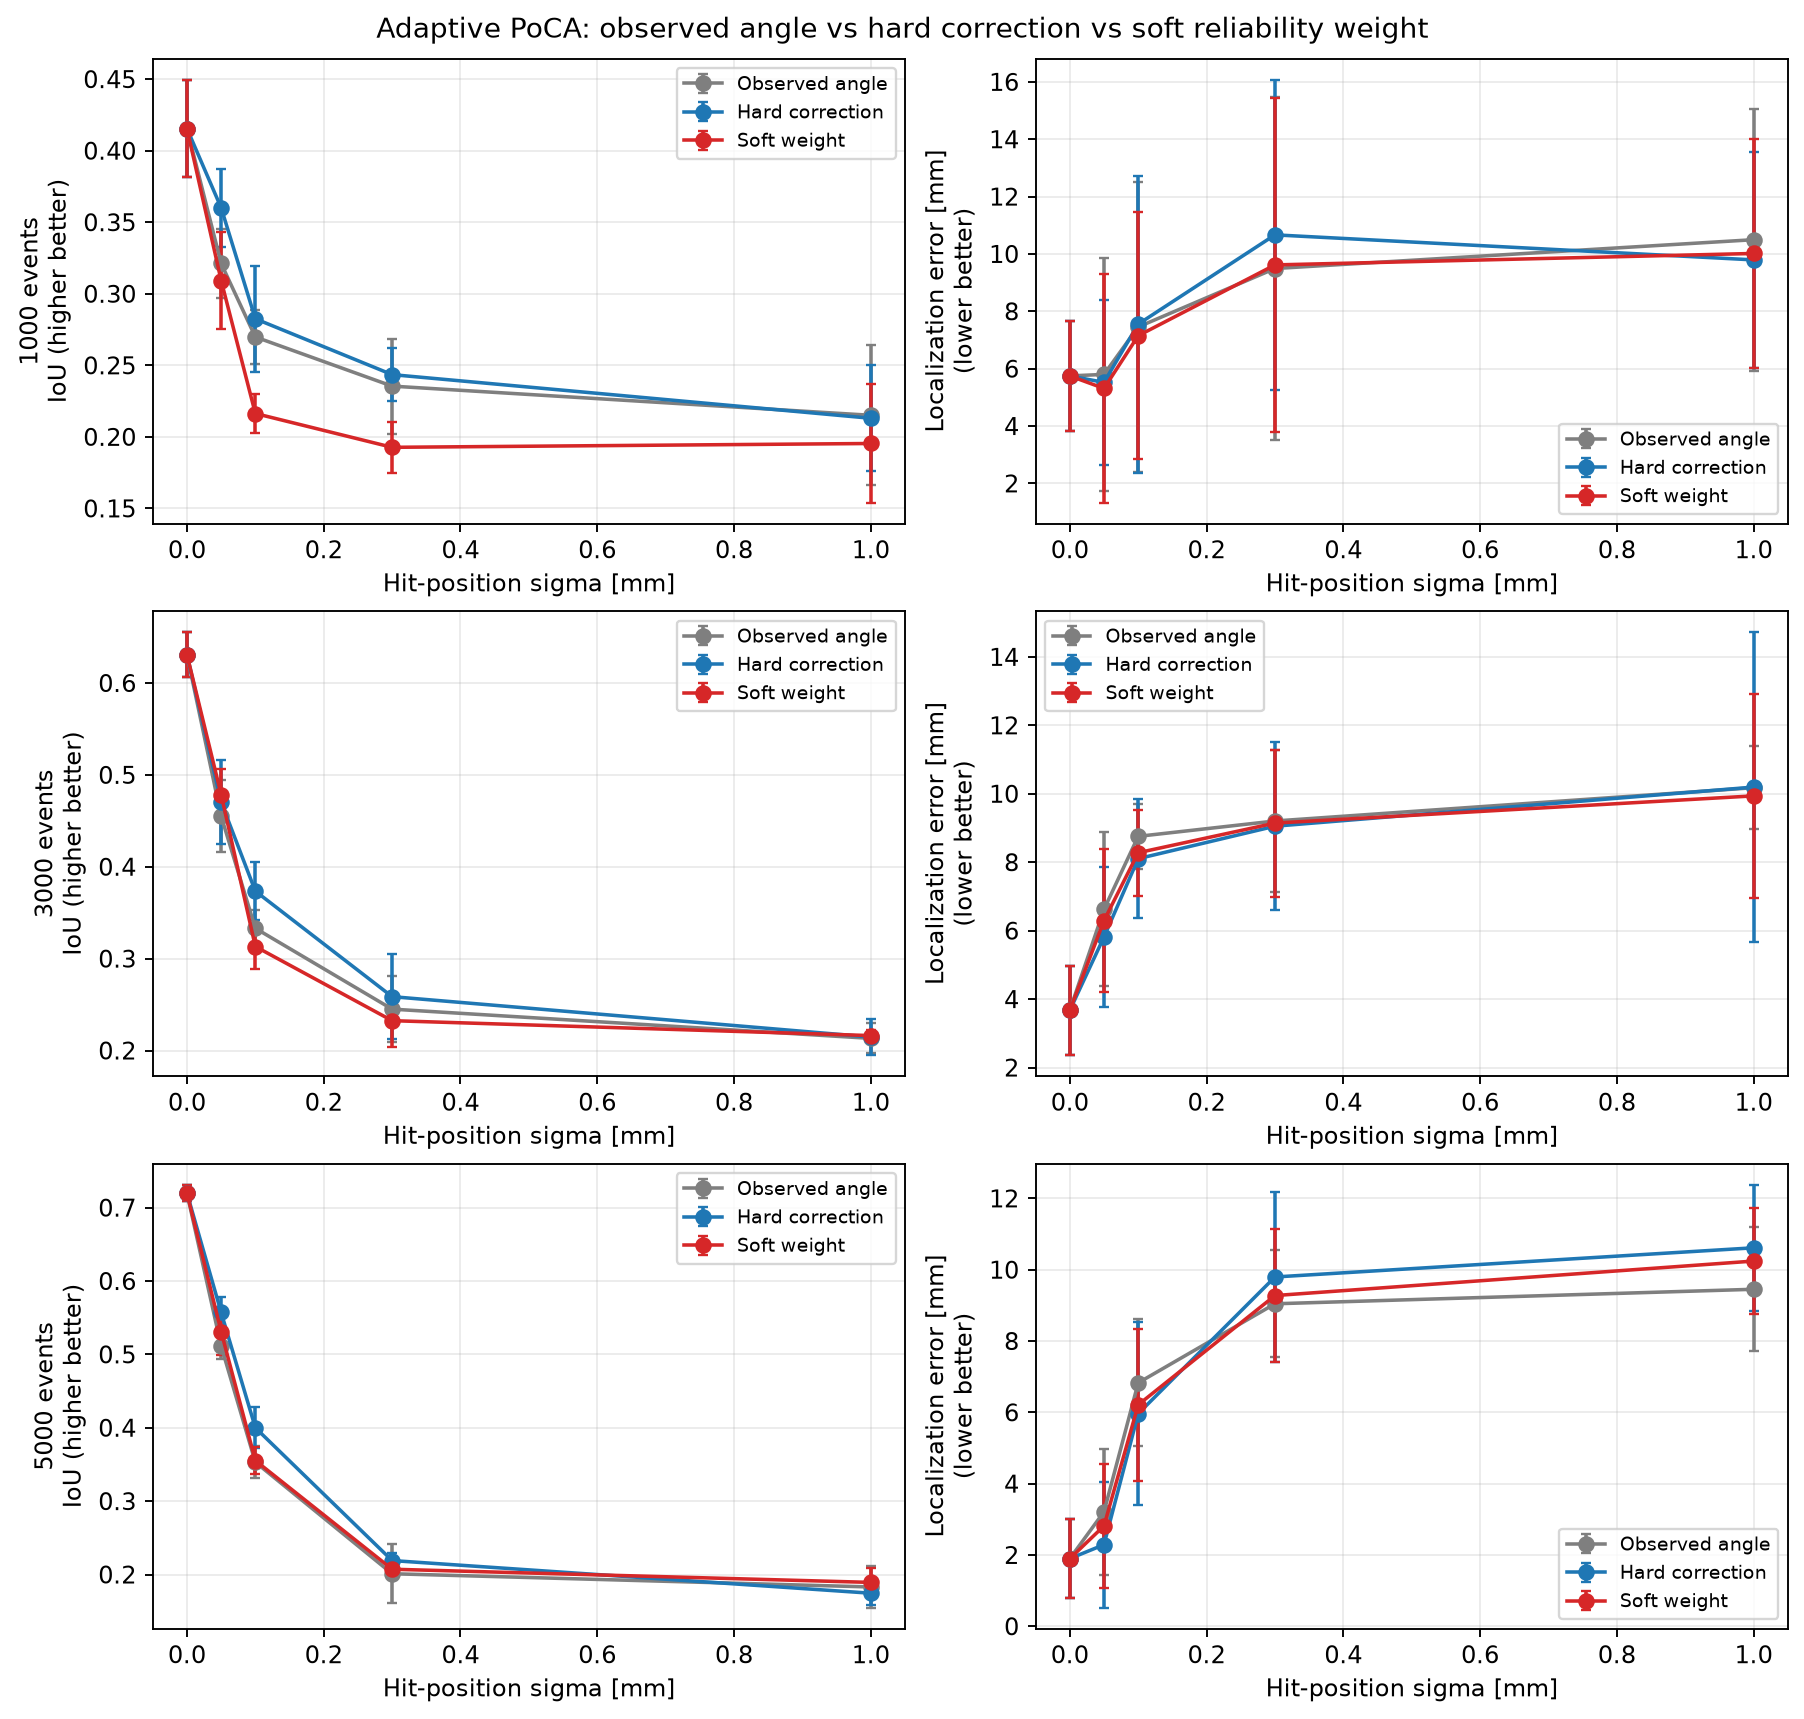 Adaptive PoCA: observed angle vs hard correction vs soft reliability weight
1000 events
IoU (higher better)
0.45
0.40
0.35
0.30
0.25
0.20
0.15
Observed angle
Hard correction
Soft weight
0.0 0.2 0.4 0.6 0.8 1.0
Hit-position sigma [mm]
Localization error [mm]
(lower better)
16
14
12
10
8
6
4
2
Observed angle
Hard correction
Soft weight
0.0 0.2 0.4 0.6 0.8 1.0
Hit-position sigma [mm]
3000 events
IoU (higher better)
0.6
0.5
0.4
0.3
0.2
Observed angle
Hard correction
Soft weight
0.0 0.2 0.4 0.6 0.8 1.0
Hit-position sigma [mm]
Localization error [mm]
(lower better)
14
12
10
8
6
4
2
Observed angle
Hard correction
Soft weight
0.0 0.2 0.4 0.6 0.8 1.0
Hit-position sigma [mm]
5000 events
IoU (higher better)
0.7
0.6
0.5
0.4
0.3
0.2
Observed angle
Hard correction
Soft weight
0.0 0.2 0.4 0.6 0.8 1.0
Hit-position sigma [mm]
Localization error [mm]
(lower better)
12
10
8
6
4
2
0
Observed angle
Hard correction
Soft weight
0.0 0.2 0.4 0.6 0.8 1.0
Hit-position sigma [mm]